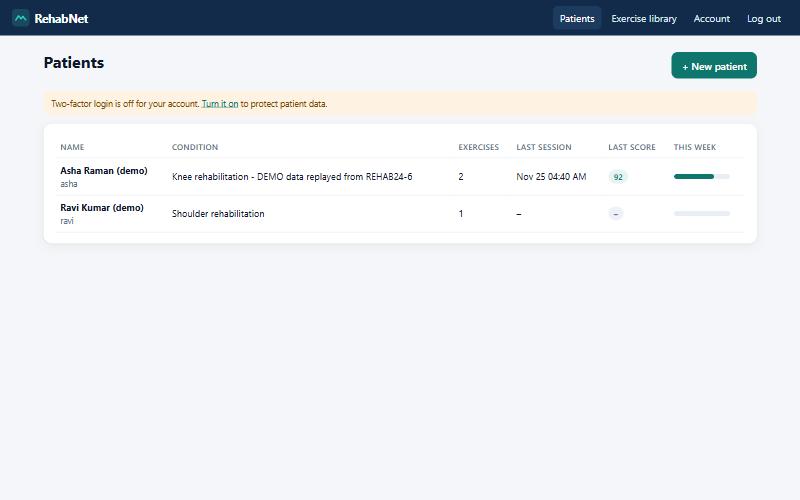 RehabNet
Patients Exercise library Account Log out
Patients
+ New patient
Two-factor login is off for your account. Turn it on to protect patient data.
NAME CONDITION EXERCISES LAST SESSION LAST SCORE THIS WEEK
Asha Raman (demo) Knee rehabilitation - DEMO data replayed from REHAB24-6 2 Nov 25 04:40 AM 92
asha
Ravi Kumar (demo) Shoulder rehabilitation 1 – –
ravi